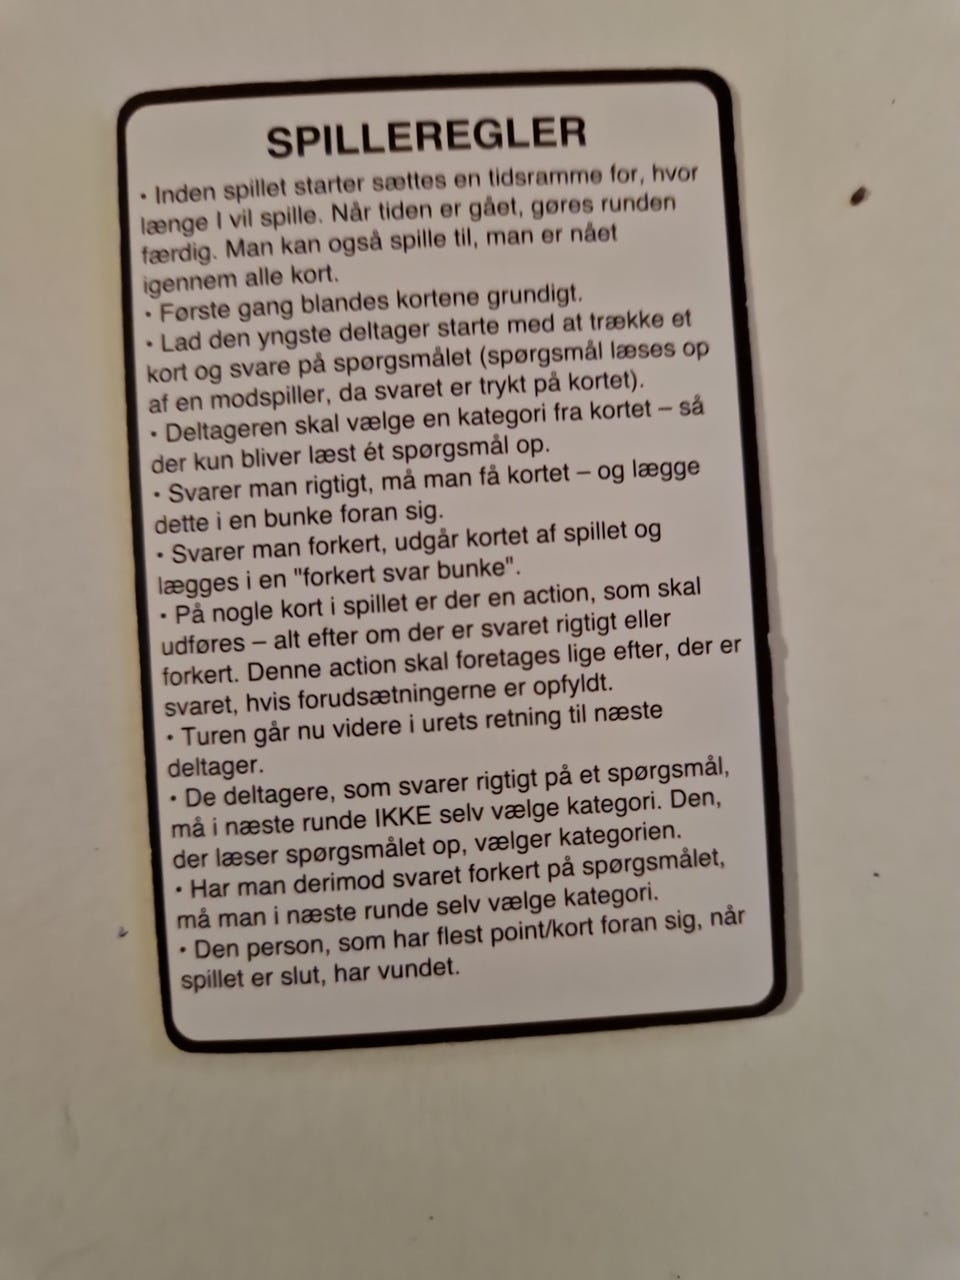 SPILLEREGLER
• Inden spillet starter sættes en tidsramme for, hvor
længe I vil spille. Når tiden er gået, gøres runden
færdig. Man kan også spille til, man er nået
igennem alle kort.
• Første gang blandes kortene grundigt.
• Lad den yngste deltager starte med at trække et
kort og svare på spørgsmålet (spørgsmål læses op
af en modspiller, da svaret er trykt på kortet).
• Deltageren skal vælge en kategori fra kortet – så
der kun bliver læst ét spørgsmål op.
• Svarer man rigtigt, må man få kortet – og lægge
dette i en bunke foran sig.
• Svarer man forkert, udgår kortet af spillet og
lægges i en "forkert svar bunke".
• På nogle kort i spillet er der en action, som skal
udføres – alt efter om der er svaret rigtigt eller
forkert. Denne action skal foretages lige efter, der er
svaret, hvis forudsætningerne er opfyldt.
• Turen går nu videre i urets retning til næste
deltager.
• De deltagere, som svarer rigtigt på et spørgsmål,
må i næste runde IKKE selv vælge kategori. Den,
der læser spørgsmålet op, vælger kategorien.
• Har man derimod svaret forkert på spørgsmålet,
må man i næste runde selv vælge kategori.
• Den person, som har flest point/kort foran sig, når
spillet er slut, har vundet.